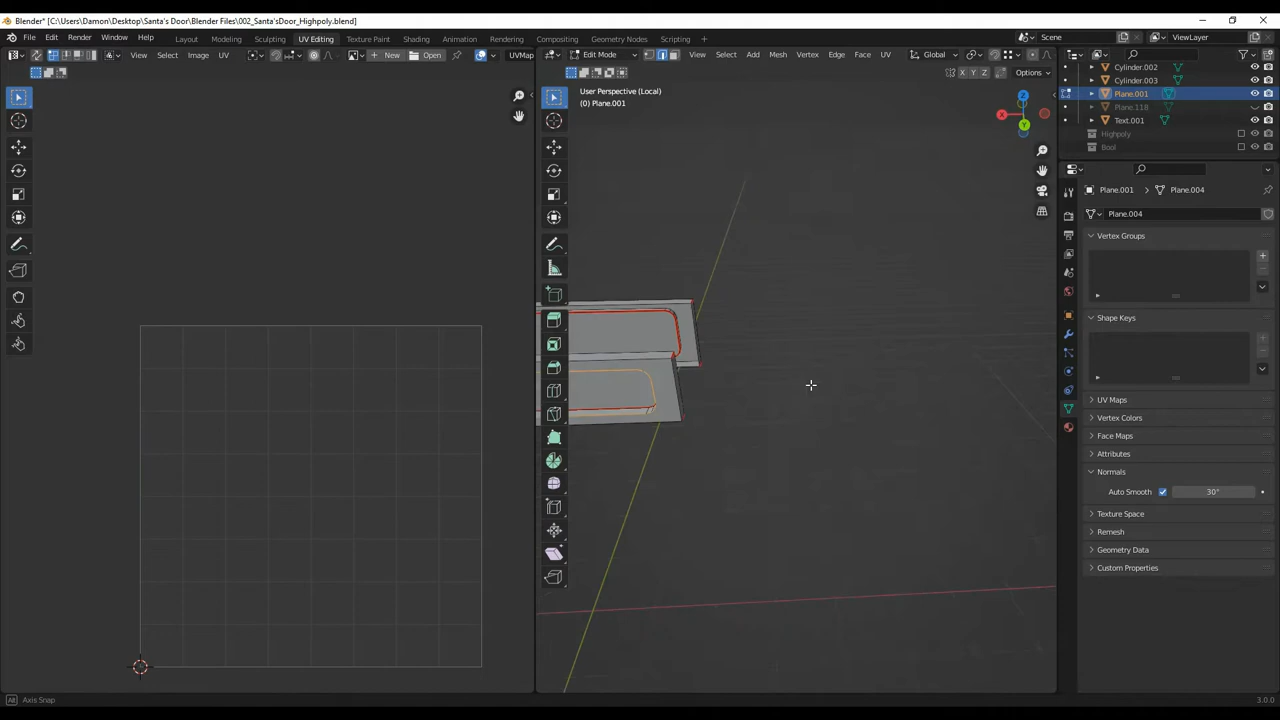 Blender* [C:\Users\Damon\Desktop\Santa's Door\Blender Files\002_Santa'sDoor_Highpoly.blend]
File Edit Render Window Help Layout Modeling Sculpting UV Editing Texture Paint Shading Animation Rendering Compositing Geometry Nodes Scripting Scene ViewLayer
View Select Image UV New Open UVMap Edit Mode View Select Add Mesh Vertex Edge Face UV Global
X Y Z Options
User Perspective (Local)
(0) Plane.001
Z
X
Y
Cylinder.002
Cylinder.003
Plane.001
Plane.118
Text.001
Highpoly
Bool
Plane.001 Plane.004
Plane.004
Vertex Groups
Shape Keys
UV Maps
Vertex Colors
Face Maps
Attributes
Normals
Auto Smooth 30°
Texture Space
Remesh
Geometry Data
Custom Properties
Alt Axis Snap 3.0.0